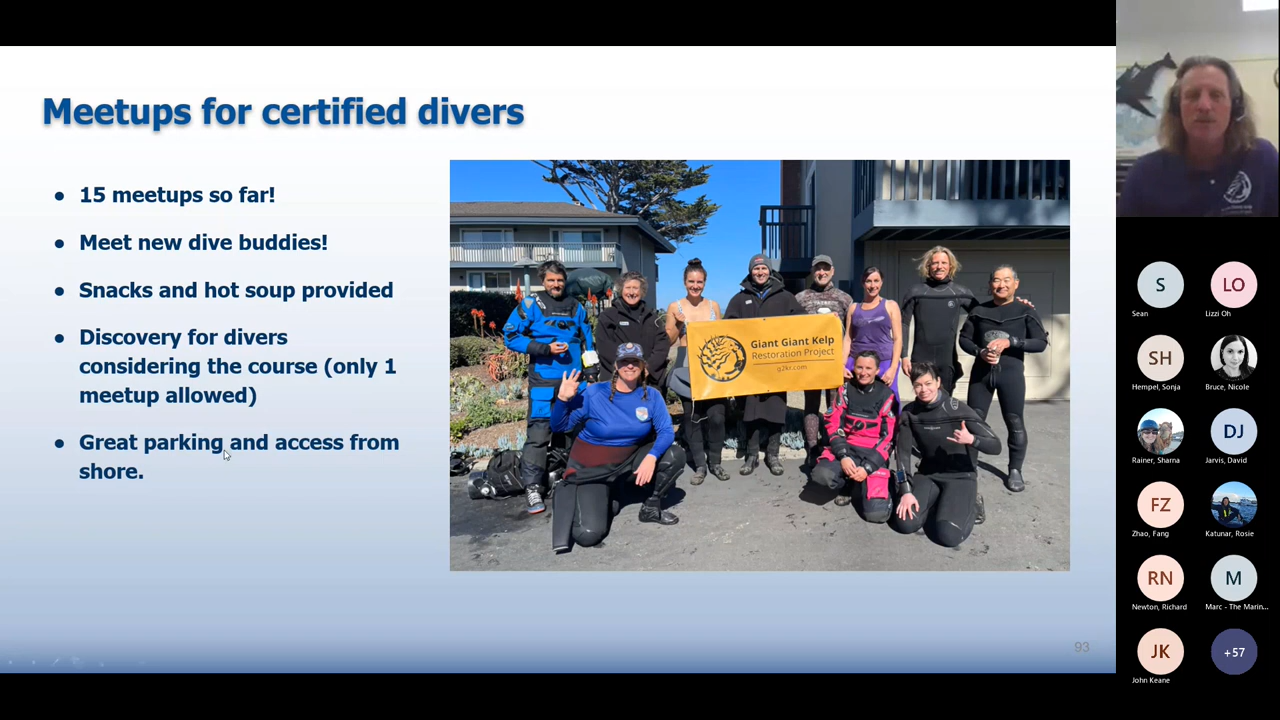 Meetups for certified divers
● 15 meetups so far!
● Meet new dive buddies!
● Snacks and hot soup provided
● Discovery for divers
considering the course (only 1
meetup allowed)
● Great parking and access from
shore.
Giant Giant Kelp
Restoration Project
g2kr.com
93
S
Sean
LO
Lizzi Oh
SH
Hempel, Sonja
Bruce, Nicole
Rainer, Sharna
DJ
Jarvis, David
FZ
Zhao, Fang
Katunar, Rosie
RN
Newton, Richard
M
Marc - The Marin...
JK
John Keane
+57